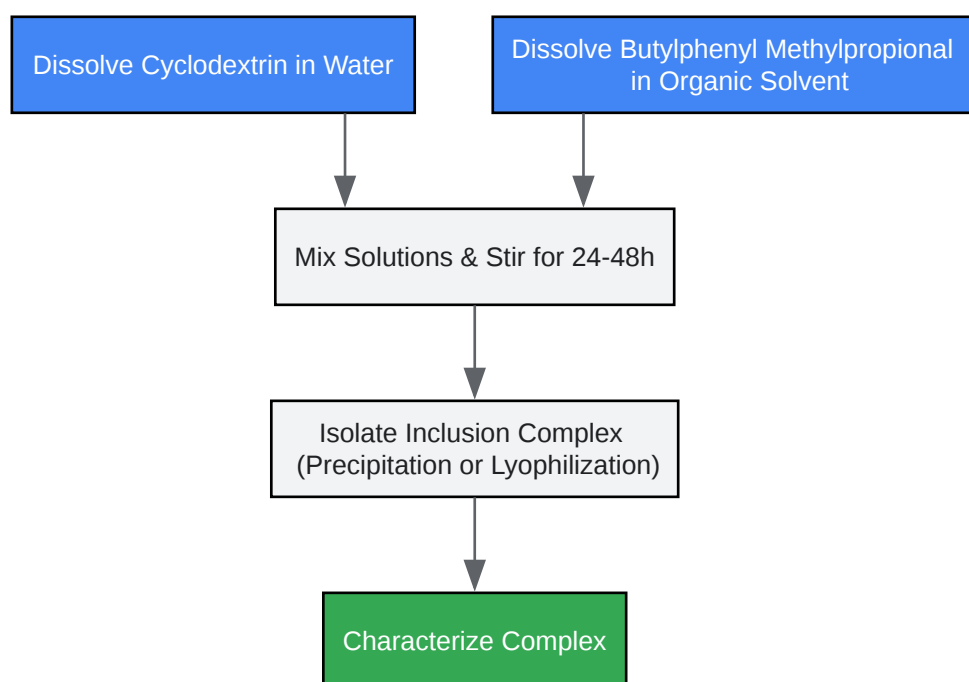 Dissolve Cyclodextrin in Water
Dissolve Butylphenyl Methylpropional
in Organic Solvent
Mix Solutions & Stir for 24-48h
Isolate Inclusion Complex
(Precipitation or Lyophilization)
Characterize Complex